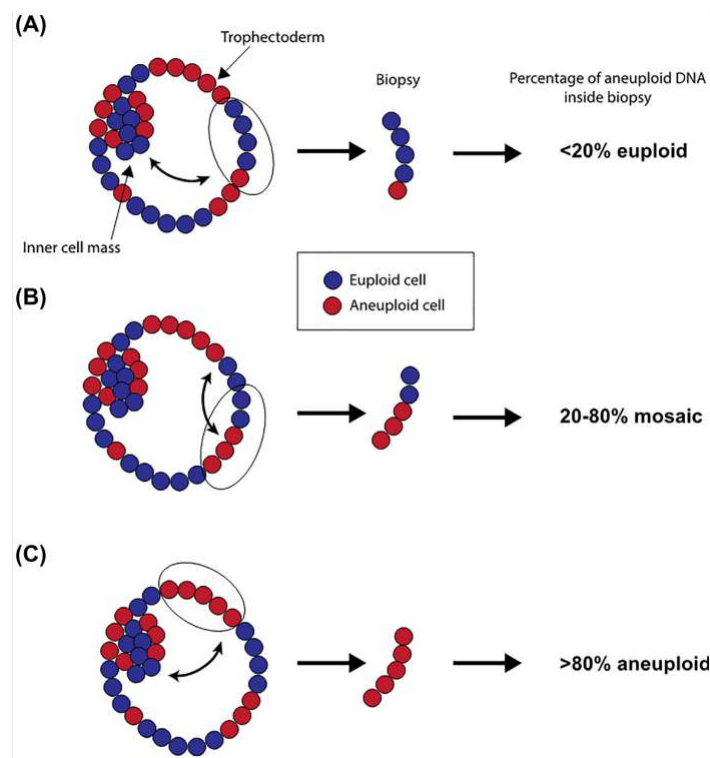 (A)
Trophectoderm
Biopsy
Percentage of aneuploid DNA
inside biopsy
<20% euploid
Inner cell mass
Euploid cell
Aneuploid cell
(B)
20-80% mosaic
(C)
>80% aneuploid